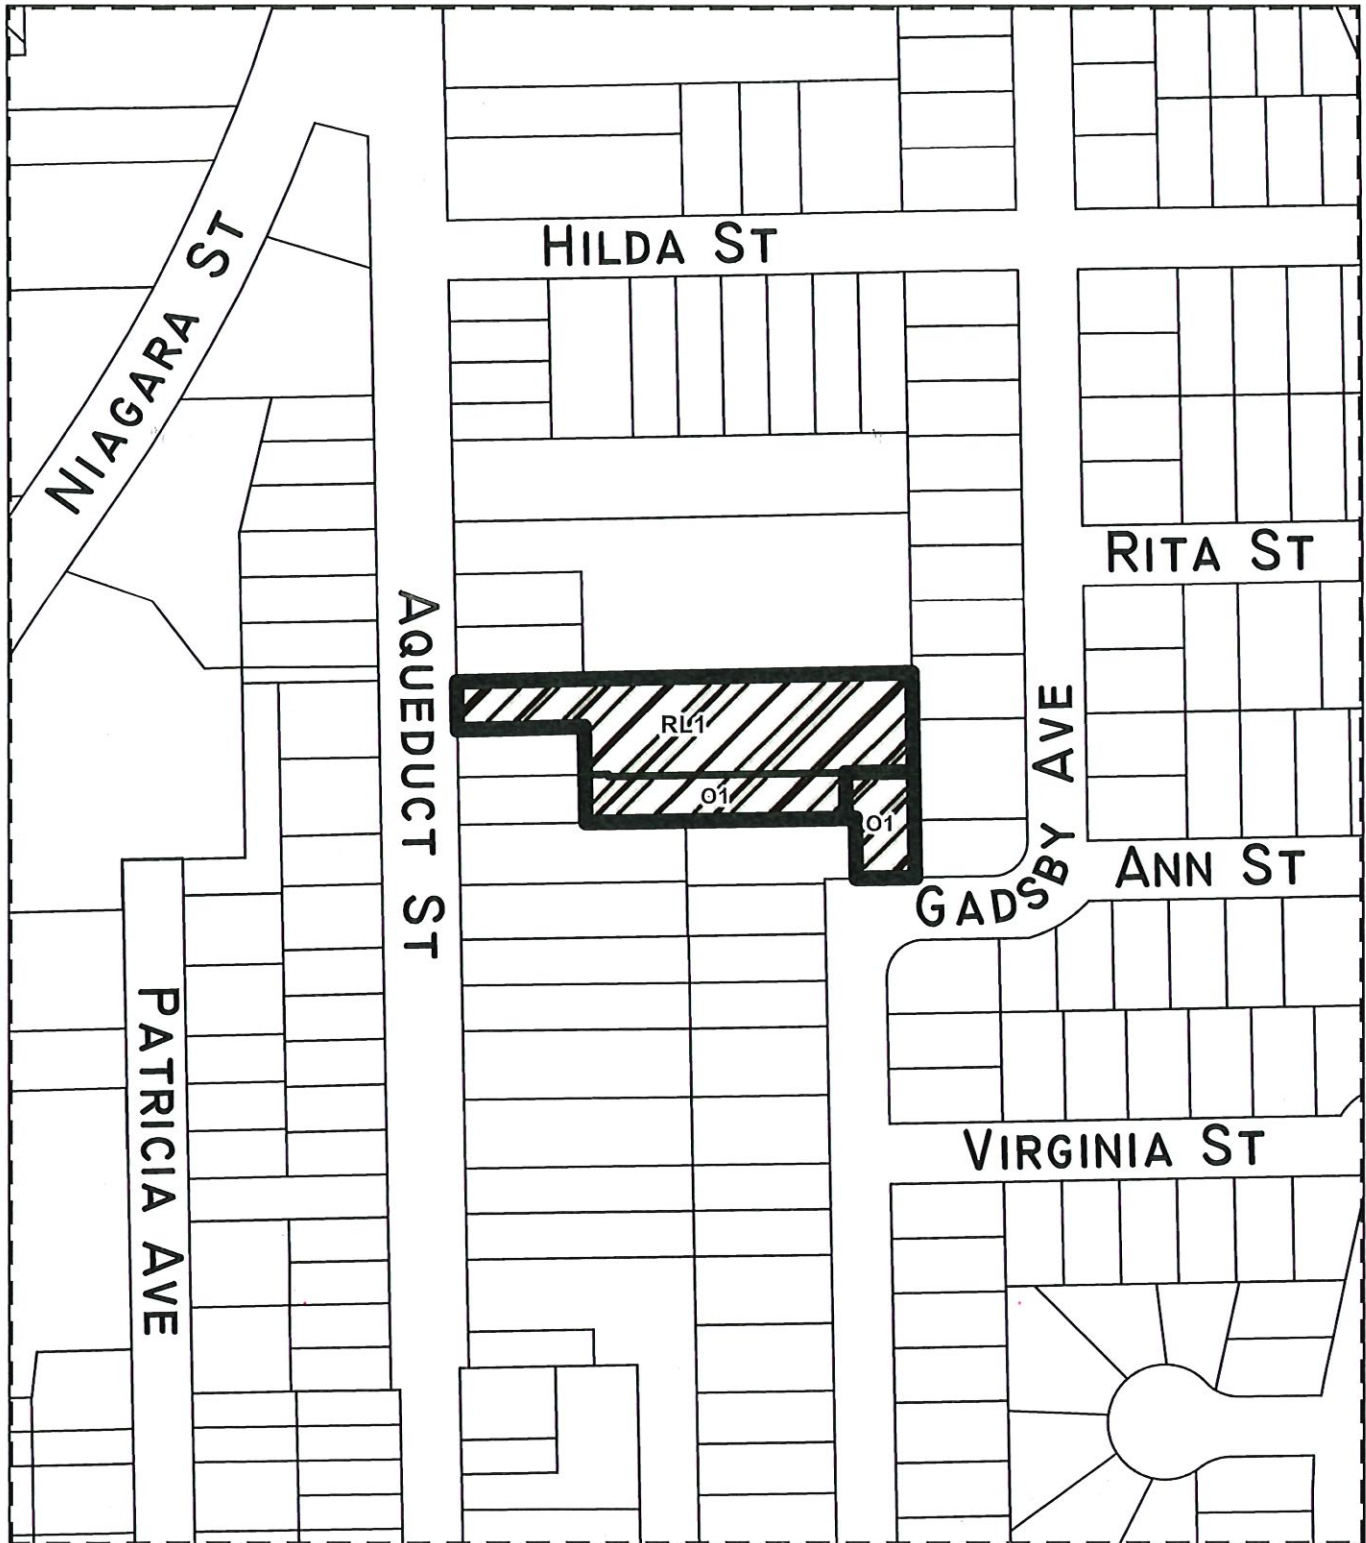 HILDA ST
NIAGARA ST
RITA ST
AQUEDUCT ST
RL1
GADSBY AVE
O1
O1
ANN ST
PATRICIA AVE
VIRGINIA ST